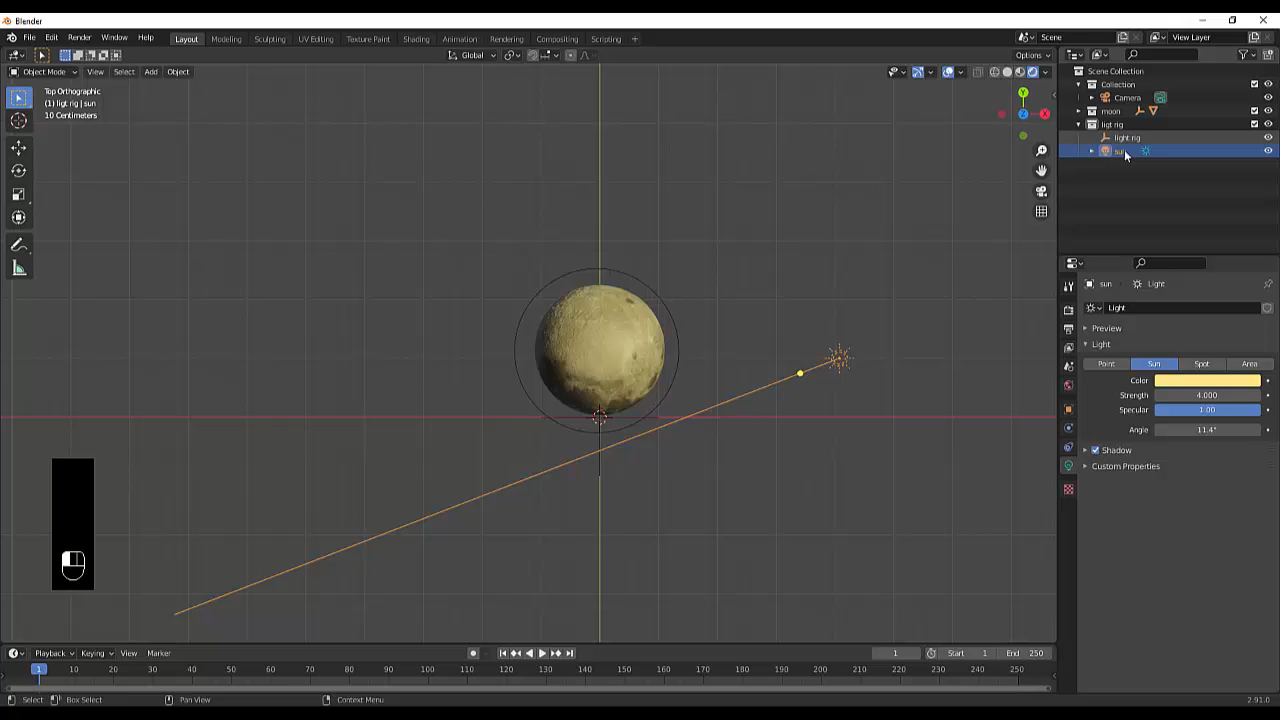 Blender
File Edit Render Window Help
Layout Modeling Sculpting UV Editing Texture Paint Shading Animation Rendering Compositing Scripting +
Scene
View Layer
Global
Options
Object Mode View Select Add Object
Top Orthographic
(1) ligt rig | sun
10 Centimeters
Y
Z
X
Scene Collection
Collection
Camera
moon
ligt rig
light rig
sun
sun Light
Light
Preview
Light
Point Sun Spot Area
Color
Strength 4.000
Specular 1.00
Angle 11.4°
Shadow
Custom Properties
Playback Keying View Marker
1
Start 1
End 250
1 10 20 30 40 50 60 70 80 90 100 110 120 130 140 150 160 170 180 190 200 210 220 230 240 250
Select Box Select Pan View Context Menu
2.91.0